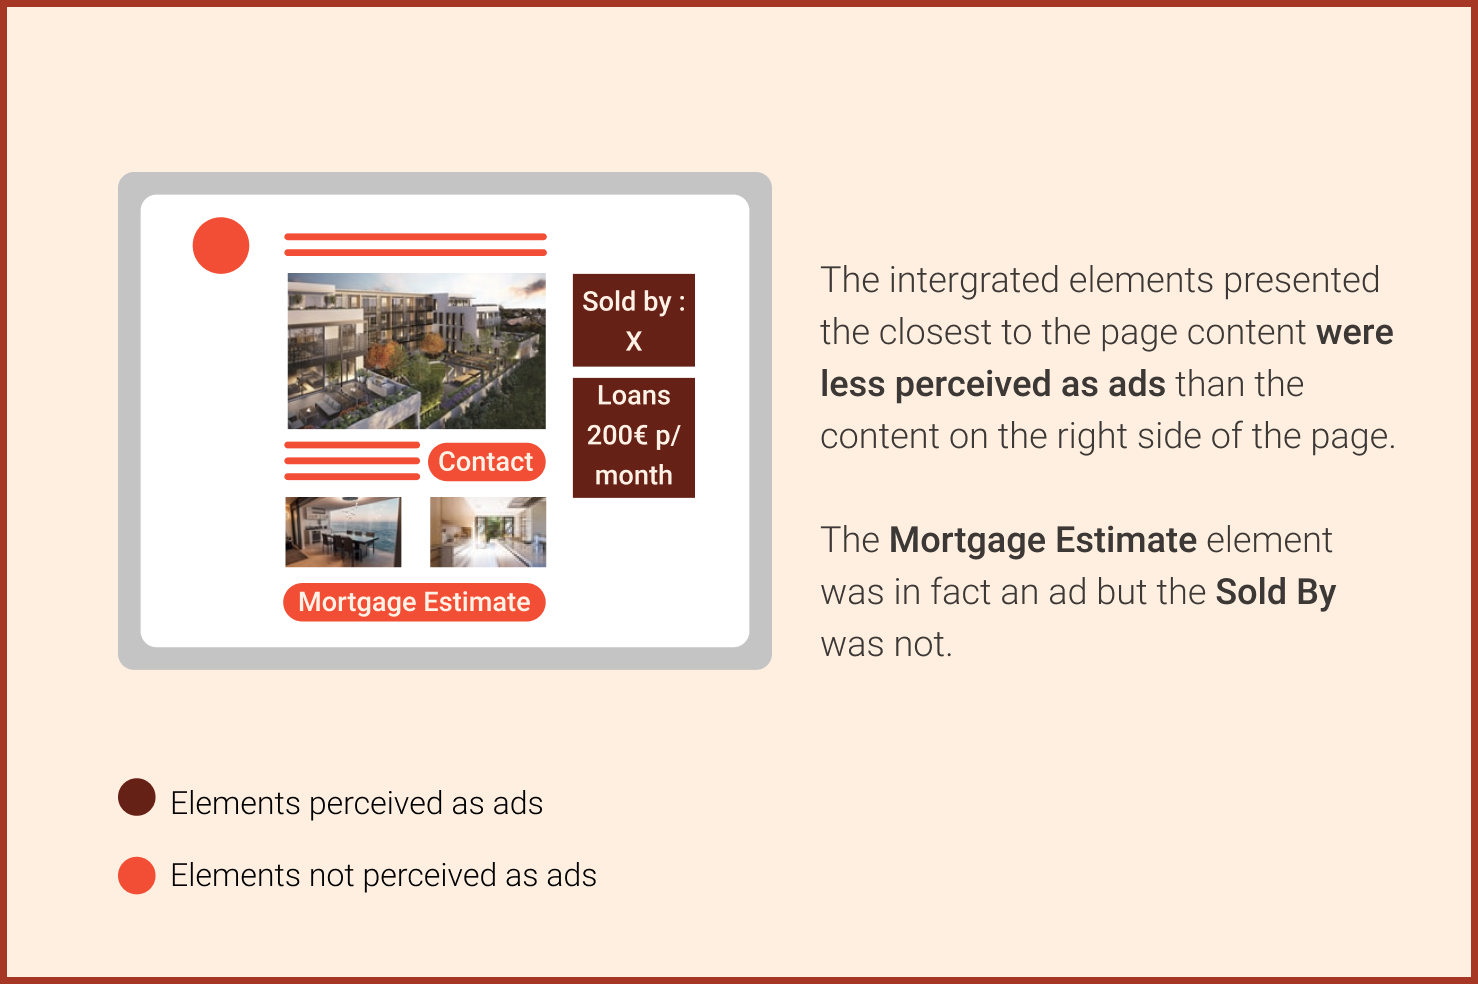 Sold by :
X
Loans
200€ p/
month
Contact
Mortgage Estimate
The intergrated elements presented
the closest to the page content were
less perceived as ads than the
content on the right side of the page.
The Mortgage Estimate element
was in fact an ad but the Sold By
was not.
Elements perceived as ads
Elements not perceived as ads